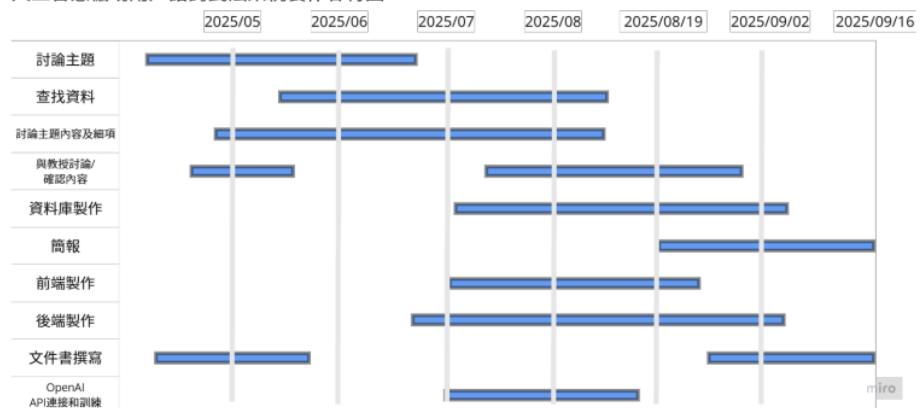 2025/05
2025/06
2025/07
2025/08
2025/08/19
2025/09/02
2025/09/16
討論主題
查找資料
討論主題內容及細項
與教授討論/
確認內容
資料庫製作
簡報
前端製作
後端製作
文件書撰寫
OpenAI
API連接和訓練
miro